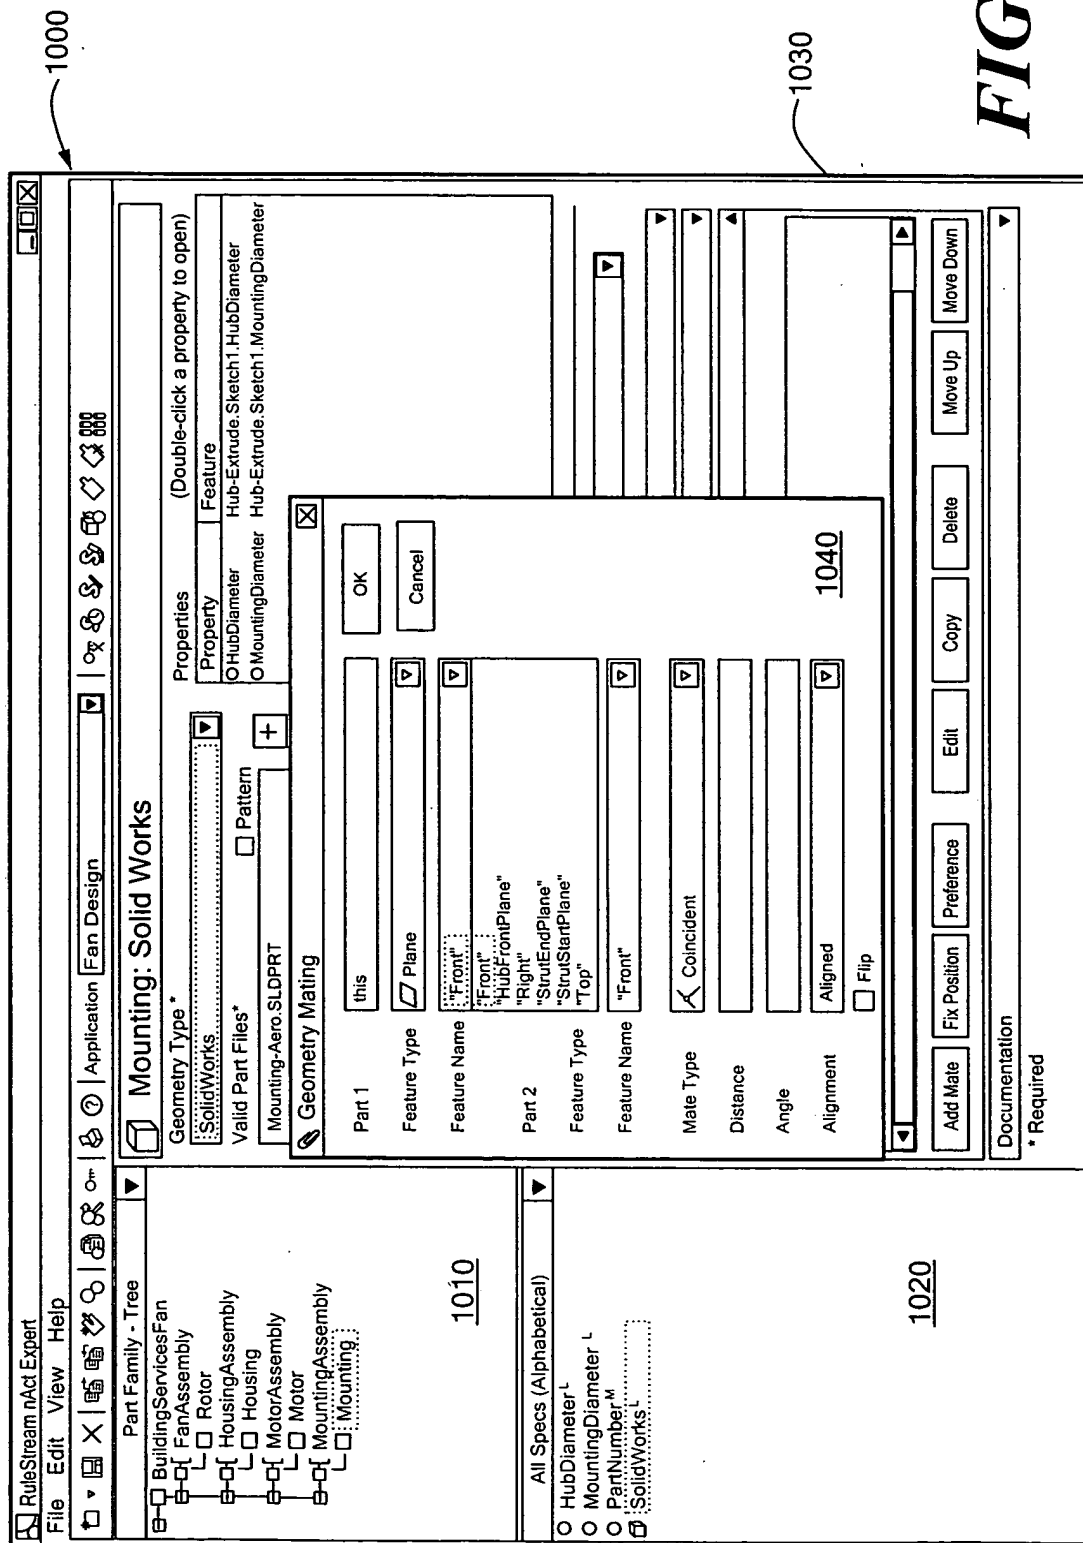 1000
RuleStream nAct Expert
File Edit View Help
Application Fan Design
Part Family - Tree
BuildingServicesFan
FanAssembly
Rotor
HousingAssembly
Housing
MotorAssembly
Motor
MountingAssembly
Mounting
1010
All Specs (Alphabetical)
HubDiameter L
MountingDiameter L
PartNumber M
SolidWorks L
1020
Mounting: Solid Works
Geometry Type *
SolidWorks
Valid Part Files*
Pattern
Mounting-Aero.SLDPRT
+
Properties (Double-click a property to open)
Property Feature
HubDiameter Hub-Extrude.Sketch1.HubDiameter
MountingDiameter Hub-Extrude.Sketch1.MountingDiameter
Geometry Mating
Part 1 this
OK
Feature Type Plane
Cancel
Feature Name "Front"
"Front"
"HubFrontPlane"
"Right"
"StrutEndPlane"
"StrutStartPlane"
"Top"
Part 2
Feature Type
Feature Name "Front"
Mate Type Coincident
Distance
Angle
Alignment Aligned
Flip
1040
Add Mate Fix Position Preference Edit Copy Delete Move Up Move Down
Documentation
* Required
1030
FIG